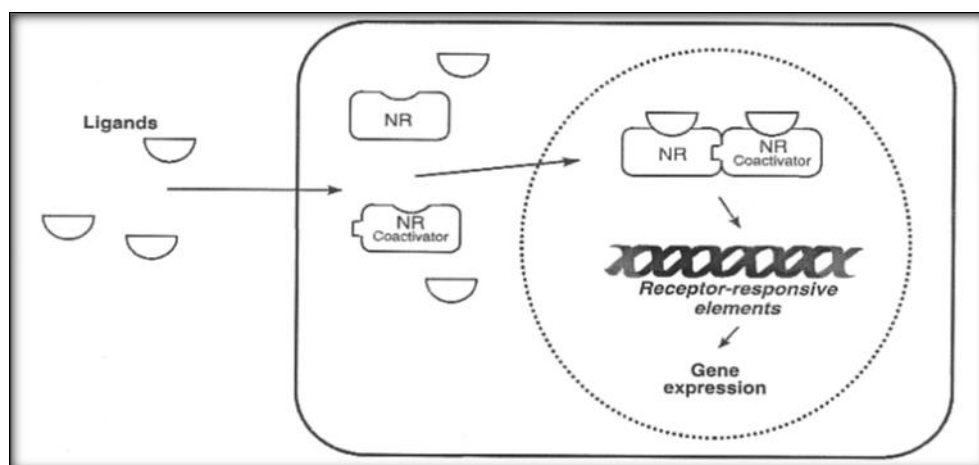 Ligands
NR
NR
Coactivator
NR
NR
Coactivator
Receptor-responsive
elements
Gene
expression